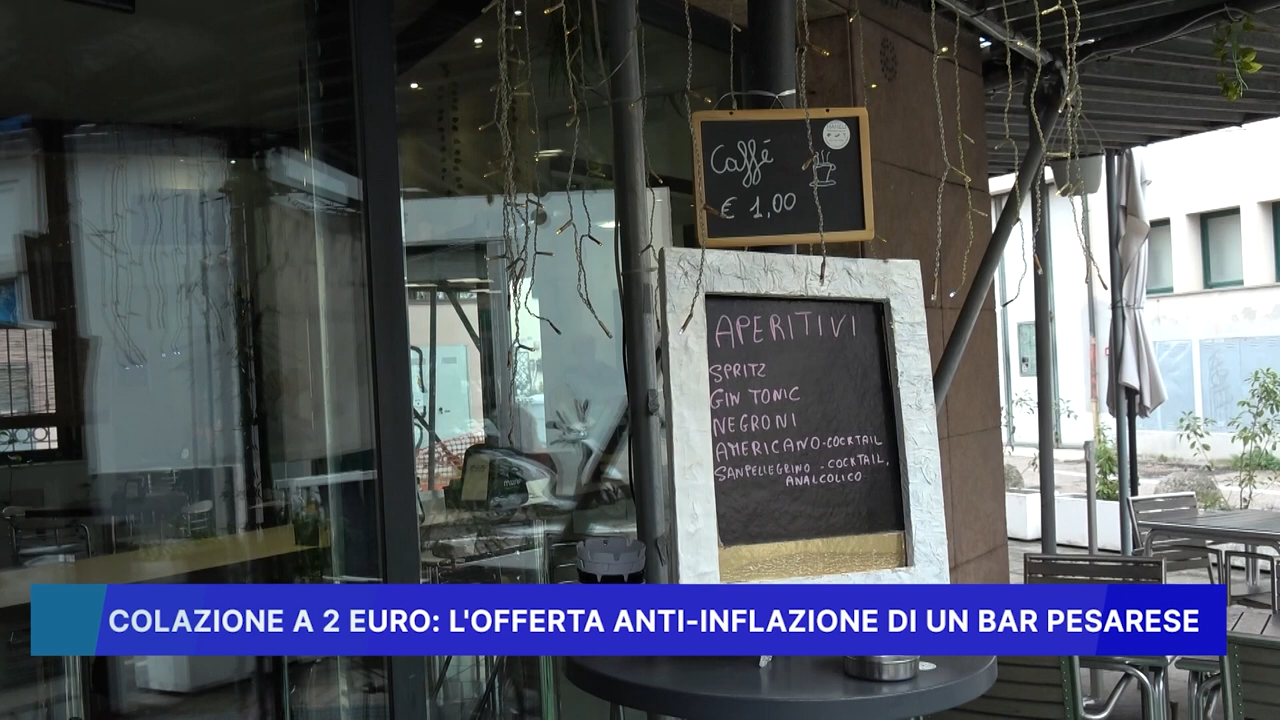 Caffé
€ 1,00
APERITIVI
SPRITZ
GIN TONIC
NEGRONI
AMERICANO-COCKTAIL
SANPELLEGRINO - COCKTAIL,
ANALCOLICO
COLAZIONE A 2 EURO: L'OFFERTA ANTI-INFLAZIONE DI UN BAR PESARESE